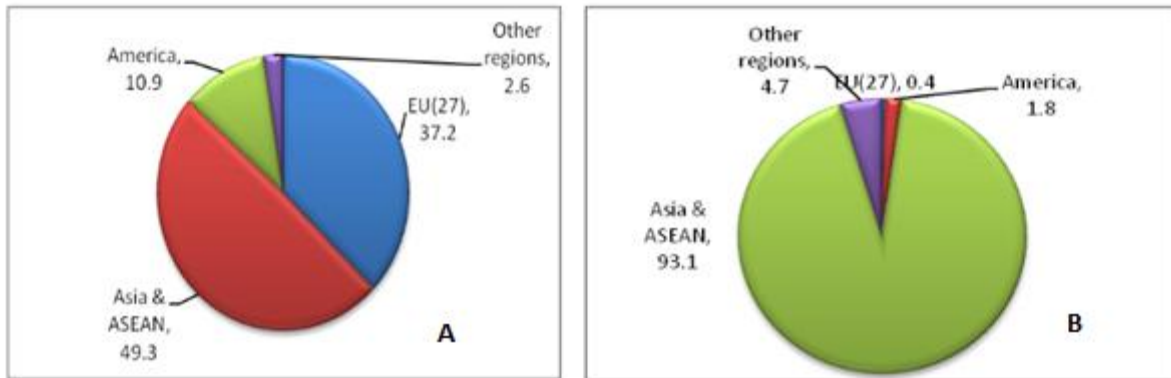 Other
regions,
2.6
America,
10.9
EU(27),
37.2
Asia &
ASEAN,
49.3
A
Other
regions,
4.7
EU(27), 0.4
America,
1.8
Asia &
ASEAN,
93.1
B